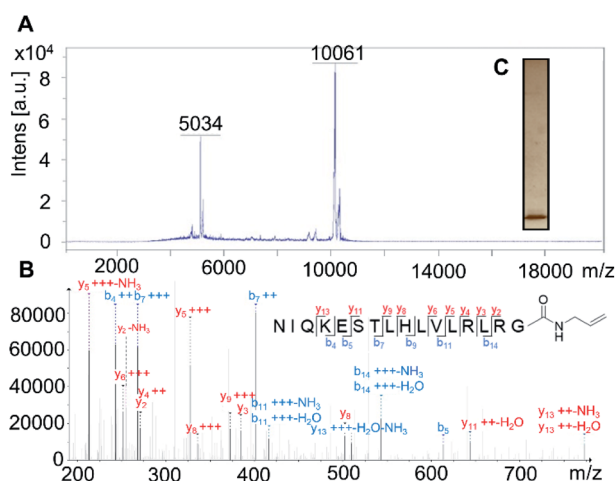 A
x10⁴
10061
C
8
5034
6
4
2
0
Intens [a.u.]
2000
6000
10000
14000
18000
m/z
B
y₅ +++-NH₃
b₄ ++
b₇ +++
y₂ -NH₃
y₅ +++
b₇ ++
y₁₃
y₁₁
y₉
y₈
y₆
y₅
y₄
y₃
y₂
NIQKESTLHLVLRLRG
b₄
b₅
b₇
b₉
b₁₁
b₁₄
O
N
H
80000
60000
40000
20000
0
y₆ +++
y₄ ++
y₂
y₈ +++
y₉ +++
y₃
b₁₁ +++-NH₃
b₁₁ +++-H₂O
y₁₃ +++-H₂O-NH₃
b₁₄ +++-NH₃
b₁₄ +++-H₂O
y₈
b₅
y₁₁ ++-H₂O
y₁₃ ++-NH₃
y₁₃ ++-H₂O
200
300
400
500
600
700
m/z